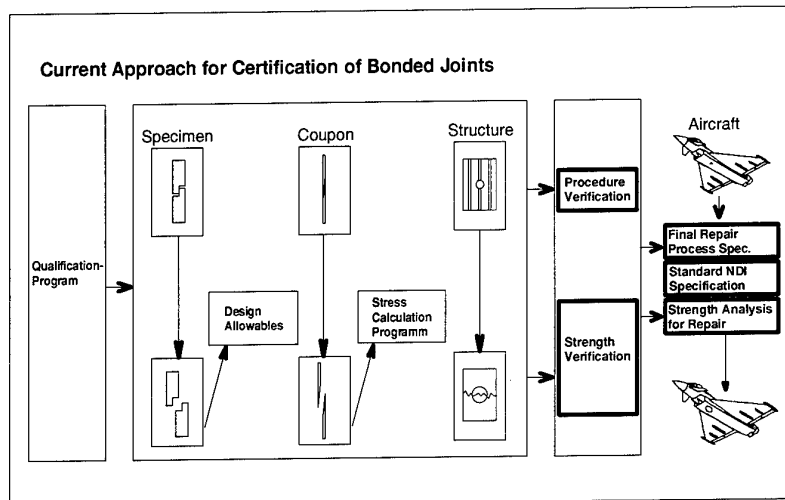 Current Approach for Certification of Bonded Joints
Specimen
Coupon
Structure
Aircraft
Procedure
Verification
Final Repair
Process Spec.
Qualification-
Program
Standard NDI
Specification
Design
Allowables
Stress
Calculation
Programm
Strength Analysis
for Repair
Strength
Verification